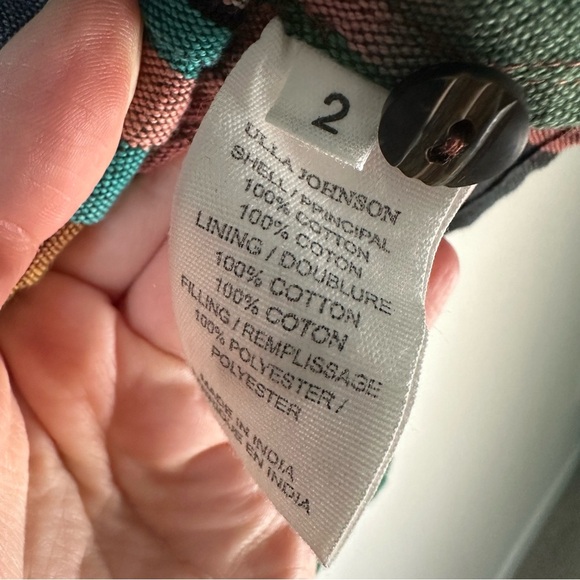 2
ULLA JOHNSON
SHELL / PRINCIPAL
100% COTTON
100% COTON
LINING / DOUBLURE
100% COTTON
100% COTON
FILLING / REMPLISSAGE
100% POLYESTER /
POLYESTER
MADE IN INDIA
FABRIQUE EN INDIA